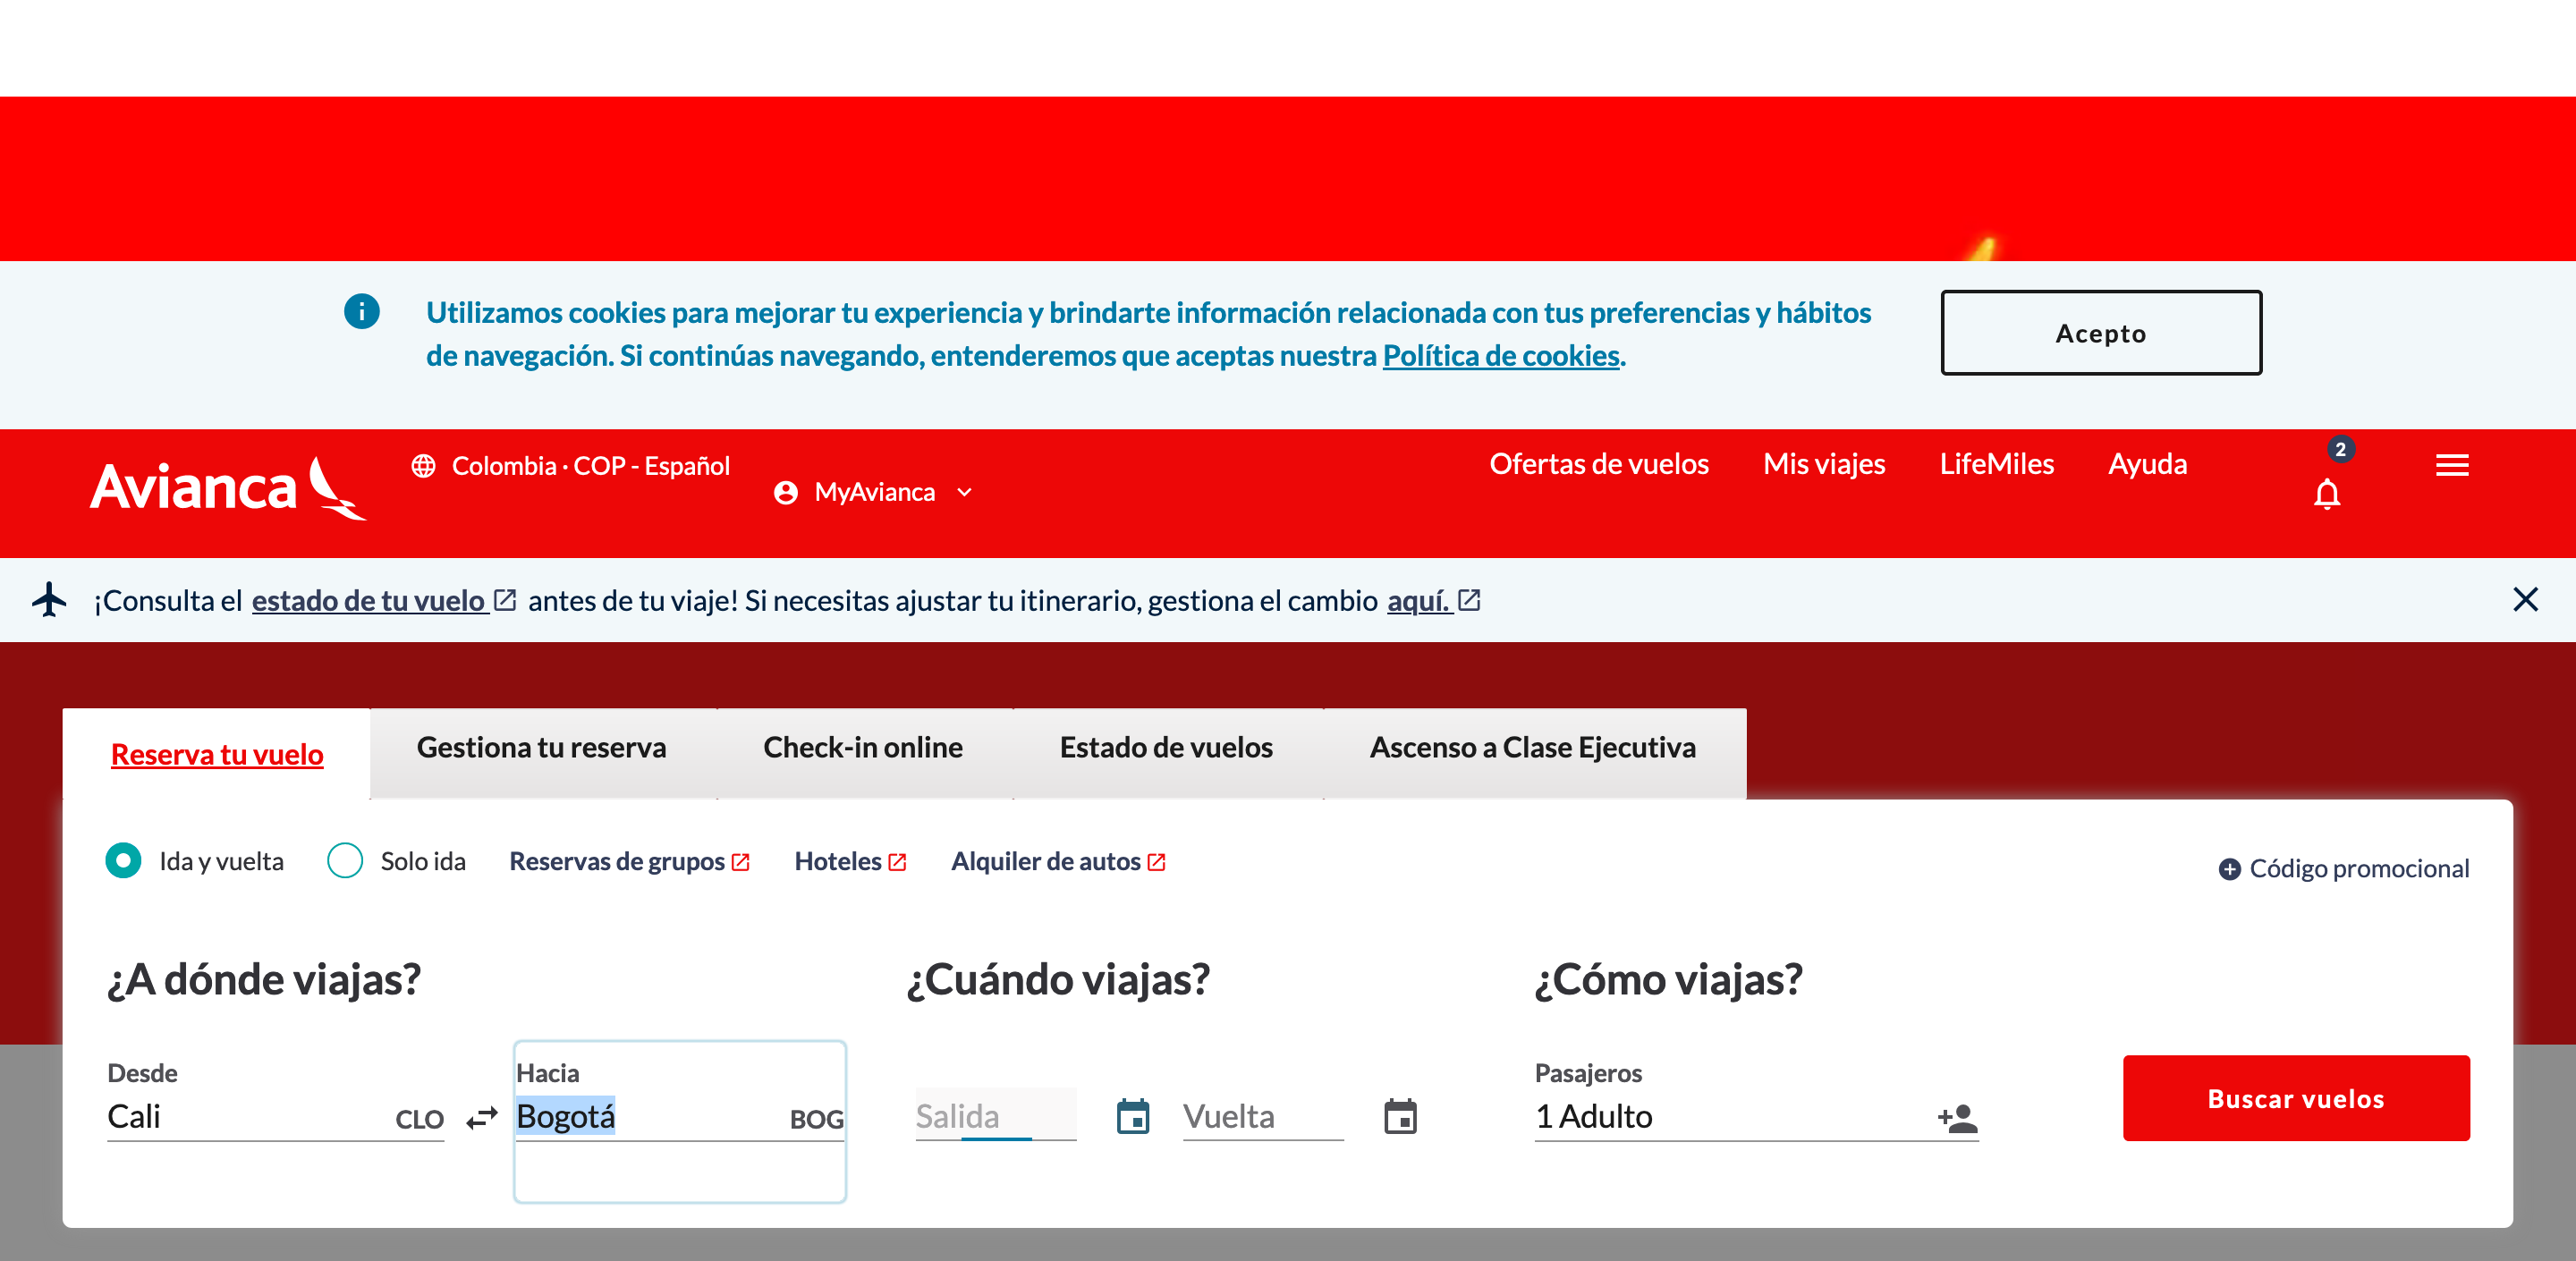 Utilizamos cookies para mejorar tu experiencia y brindarte información relacionada con tus preferencias y hábitos
de navegación. Si continúas navegando, entenderemos que aceptas nuestra Política de cookies.
Acepto
Avianca
Colombia · COP - Español
MyAvianca
Ofertas de vuelos
Mis viajes
LifeMiles
Ayuda
2
¡Consulta el estado de tu vuelo antes de tu viaje! Si necesitas ajustar tu itinerario, gestiona el cambio aquí.
Reserva tu vuelo
Gestiona tu reserva
Check-in online
Estado de vuelos
Ascenso a Clase Ejecutiva
Ida y vuelta
Solo ida
Reservas de grupos
Hoteles
Alquiler de autos
Código promocional
¿A dónde viajas?
¿Cuándo viajas?
¿Cómo viajas?
Desde
Cali
CLO
Hacia
Bogotá
BOG
Salida
Vuelta
Pasajeros
1 Adulto
Buscar vuelos